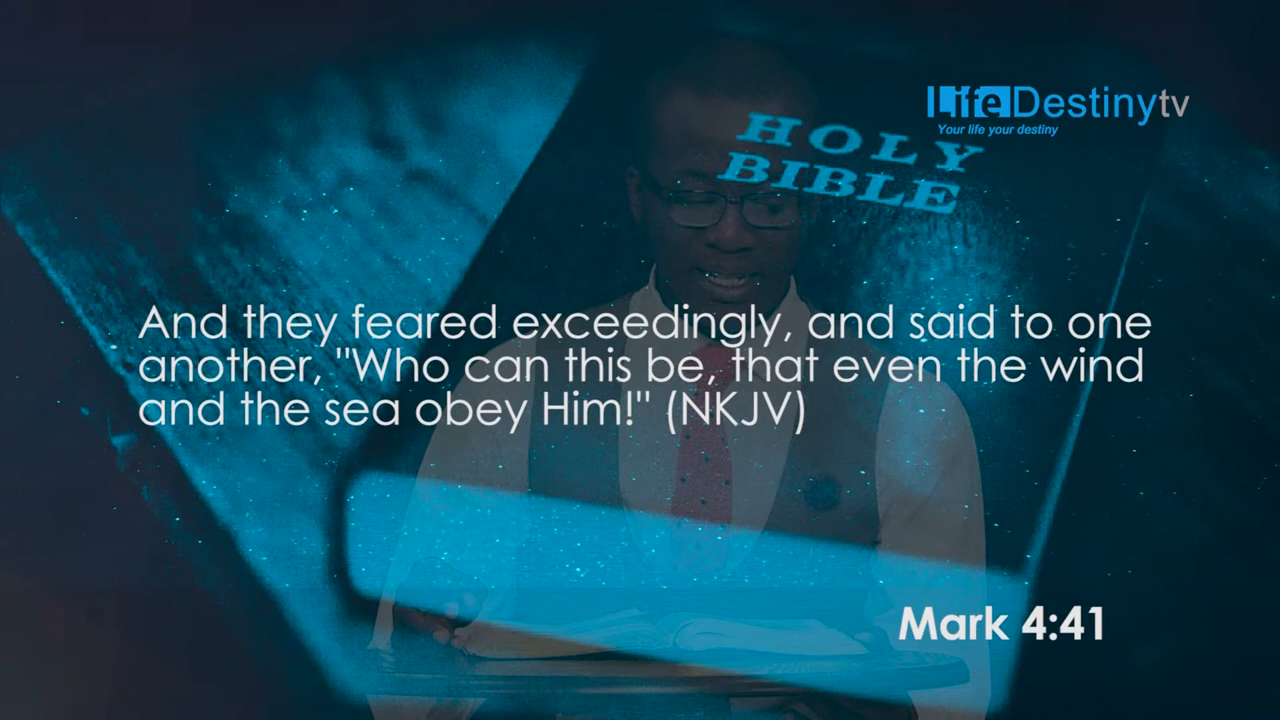 LifeDestinytv
Your life your destiny
HOLY
BIBLE
And they feared exceedingly, and said to one
another, "Who can this be, that even the wind
and the sea obey Him!" (NKJV)
Mark 4:41